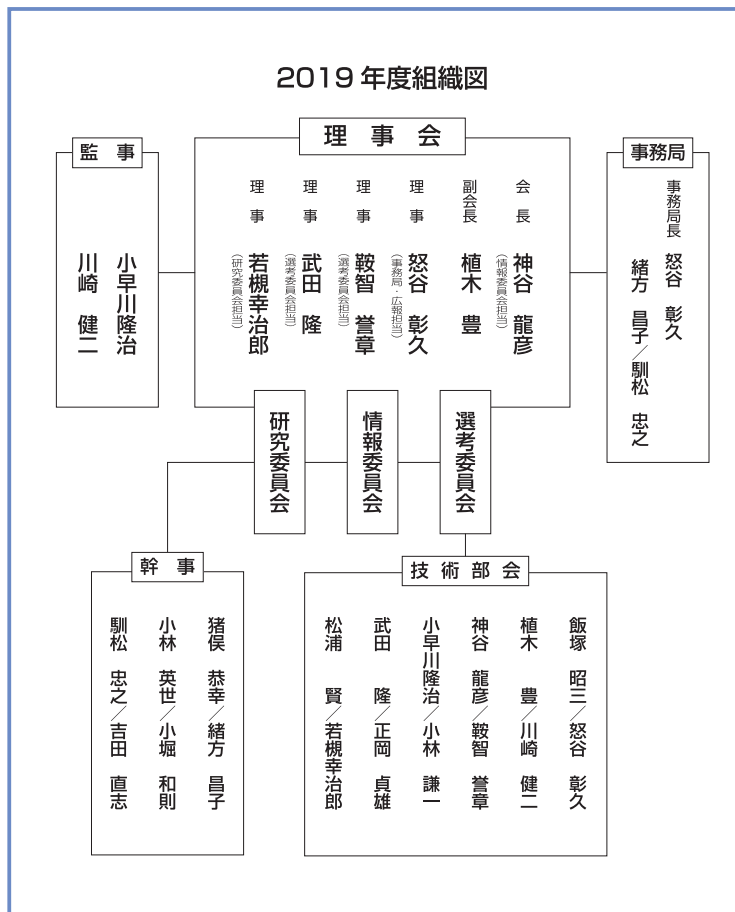 2019年度組織図
理事会
会長 神谷 龍彦
(情報委員会担当)
副会長 植木 豊
理事 怒谷 彰久
(事務局・広報担当)
理事 鞍智 誉章
(選考委員会担当)
理事 武田 隆
(選考委員会担当)
理事 若槻幸治郎
(研究委員会担当)
監事
小早川隆治
川崎 健二
事務局
事務局長 怒谷 彰久
緒方 昌子/馴松 忠之
選考委員会
情報委員会
研究委員会
幹事
猪俣 恭幸/緒方 昌子
小林 英世/小堀 和則
馴松 忠之/吉田 直志
技術部会
飯塚 昭三/怒谷 彰久
植木 豊/川崎 健二
神谷 龍彦/鞍智 誉章
小早川隆治/小林 謙一
武田 隆/正岡 貞雄
松浦 賢/若槻幸治郎